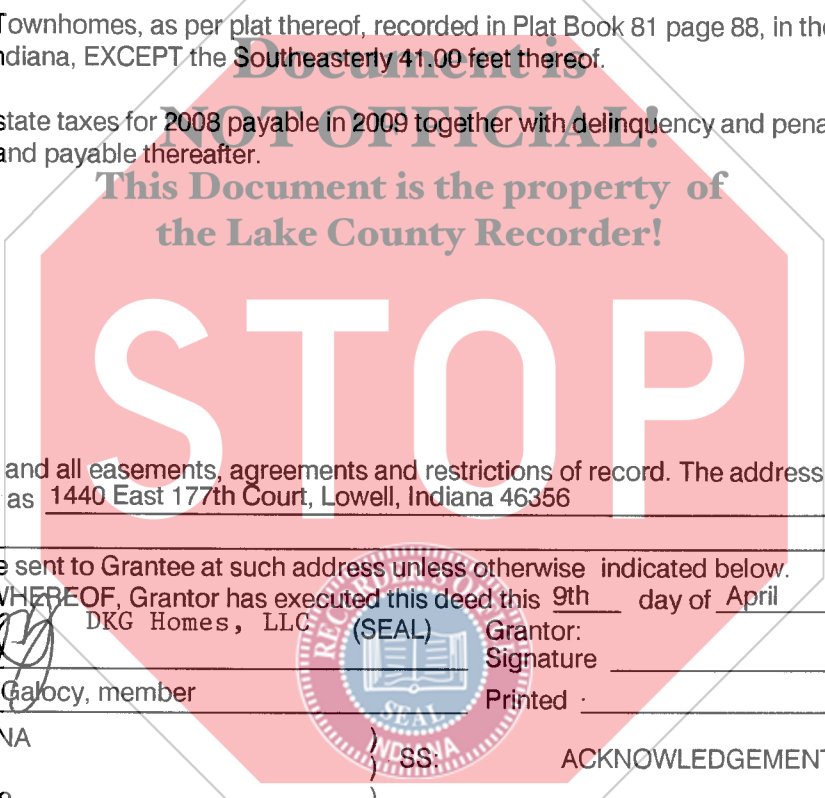 Townhomes, as per plat thereof, recorded in Plat Book 81 page 88, in the
ndiana, EXCEPT the Southeasterly 41.00 feet thereof.
Document is
NOT OFFICIAL!
state taxes for 2008 payable in 2009 together with delinquency and pena
and payable thereafter.
This Document is the property of
the Lake County Recorder!
STOP
and all easements, agreements and restrictions of record. The address
as 1440 East 177th Court, Lowell, Indiana 46356
e sent to Grantee at such address unless otherwise indicated below.
WHEREOF, Grantor has executed this deed this 9th day of April
DKG Homes, LLC (SEAL) Grantor:
Signature
Galocy, member
Printed
RECORDER'S OFFICE
SEAL
INDIANA
NA
) SS: ACKNOWLEDGEMENT